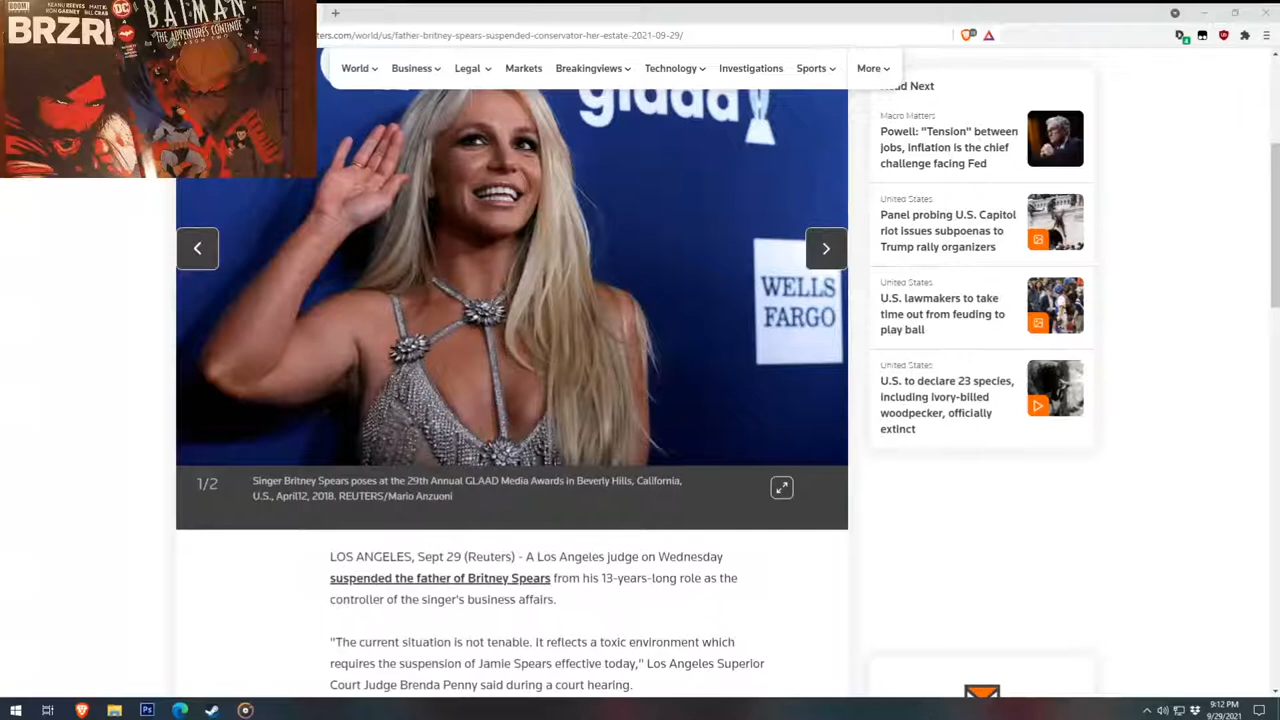 BOOM
KEANU REEVES
BRZR
DC
BATMAN
THE ADVENTURES CONTINUE
SEASON TWO
ters.com/world/us/father-britney-spears-suspended-conservator-her-estate-2021-09-29/
World
Business
Legal
Markets
Breakingviews
Technology
Investigations
Sports
More
glaad
WELLS
FARGO
1/2
Singer Britney Spears poses at the 29th Annual GLAAD Media Awards in Beverly Hills, California,
U.S., April12, 2018. REUTERS/Mario Anzuoni
LOS ANGELES, Sept 29 (Reuters) - A Los Angeles judge on Wednesday
suspended the father of Britney Spears from his 13-years-long role as the
controller of the singer's business affairs.
"The current situation is not tenable. It reflects a toxic environment which
requires the suspension of Jamie Spears effective today," Los Angeles Superior
Court Judge Brenda Penny said during a court hearing.
Next
Macro Matters
Powell: "Tension" between
jobs, inflation is the chief
challenge facing Fed
United States
Panel probing U.S. Capitol
riot issues subpoenas to
Trump rally organizers
United States
U.S. lawmakers to take
time out from feuding to
play ball
United States
U.S. to declare 23 species,
including ivory-billed
woodpecker, officially
extinct
9:12 PM
9/29/2021